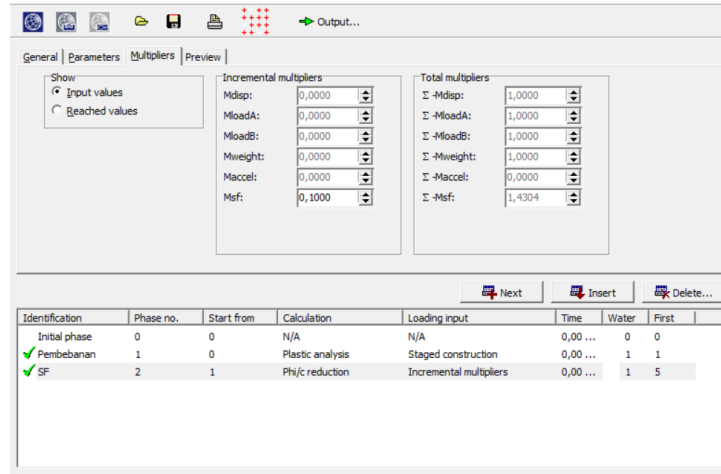 Output...
General Parameters Multipliers Preview
Show
Input values
Reached values
Incremental multipliers
Mdisp: 0,0000
MloadA: 0,0000
MloadB: 0,0000
Mweight: 0,0000
Maccel: 0,0000
Msf: 0,1000
Total multipliers
Σ -Mdisp: 1,0000
Σ -MloadA: 1,0000
Σ -MloadB: 1,0000
Σ -Mweight: 1,0000
Σ -Maccel: 0,0000
Σ -Msf: 1,4304
Next Insert Delete...
Identification Phase no. Start from Calculation Loading input Time Water First
Initial phase 0 0 N/A N/A 0,00 ... 0 0
Pembebanan 1 0 Plastic analysis Staged construction 0,00 ... 1 1
SF 2 1 Phi/c reduction Incremental multipliers 0,00 ... 1 5